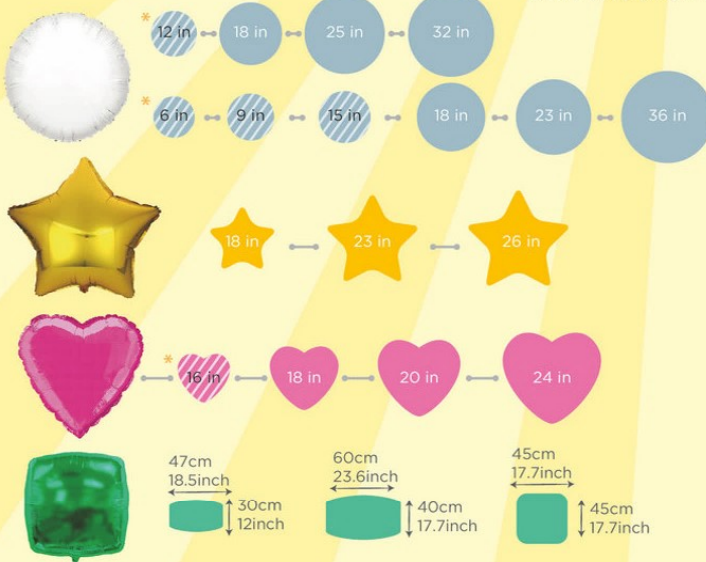 * 12 in 18 in 25 in 32 in
* 6 in 9 in 15 in 18 in 23 in 36 in
18 in 23 in 26 in
* 16 in 18 in 20 in 24 in
47cm
18.5inch
30cm
12inch
60cm
23.6inch
40cm
17.7inch
45cm
17.7inch
45cm
17.7inch